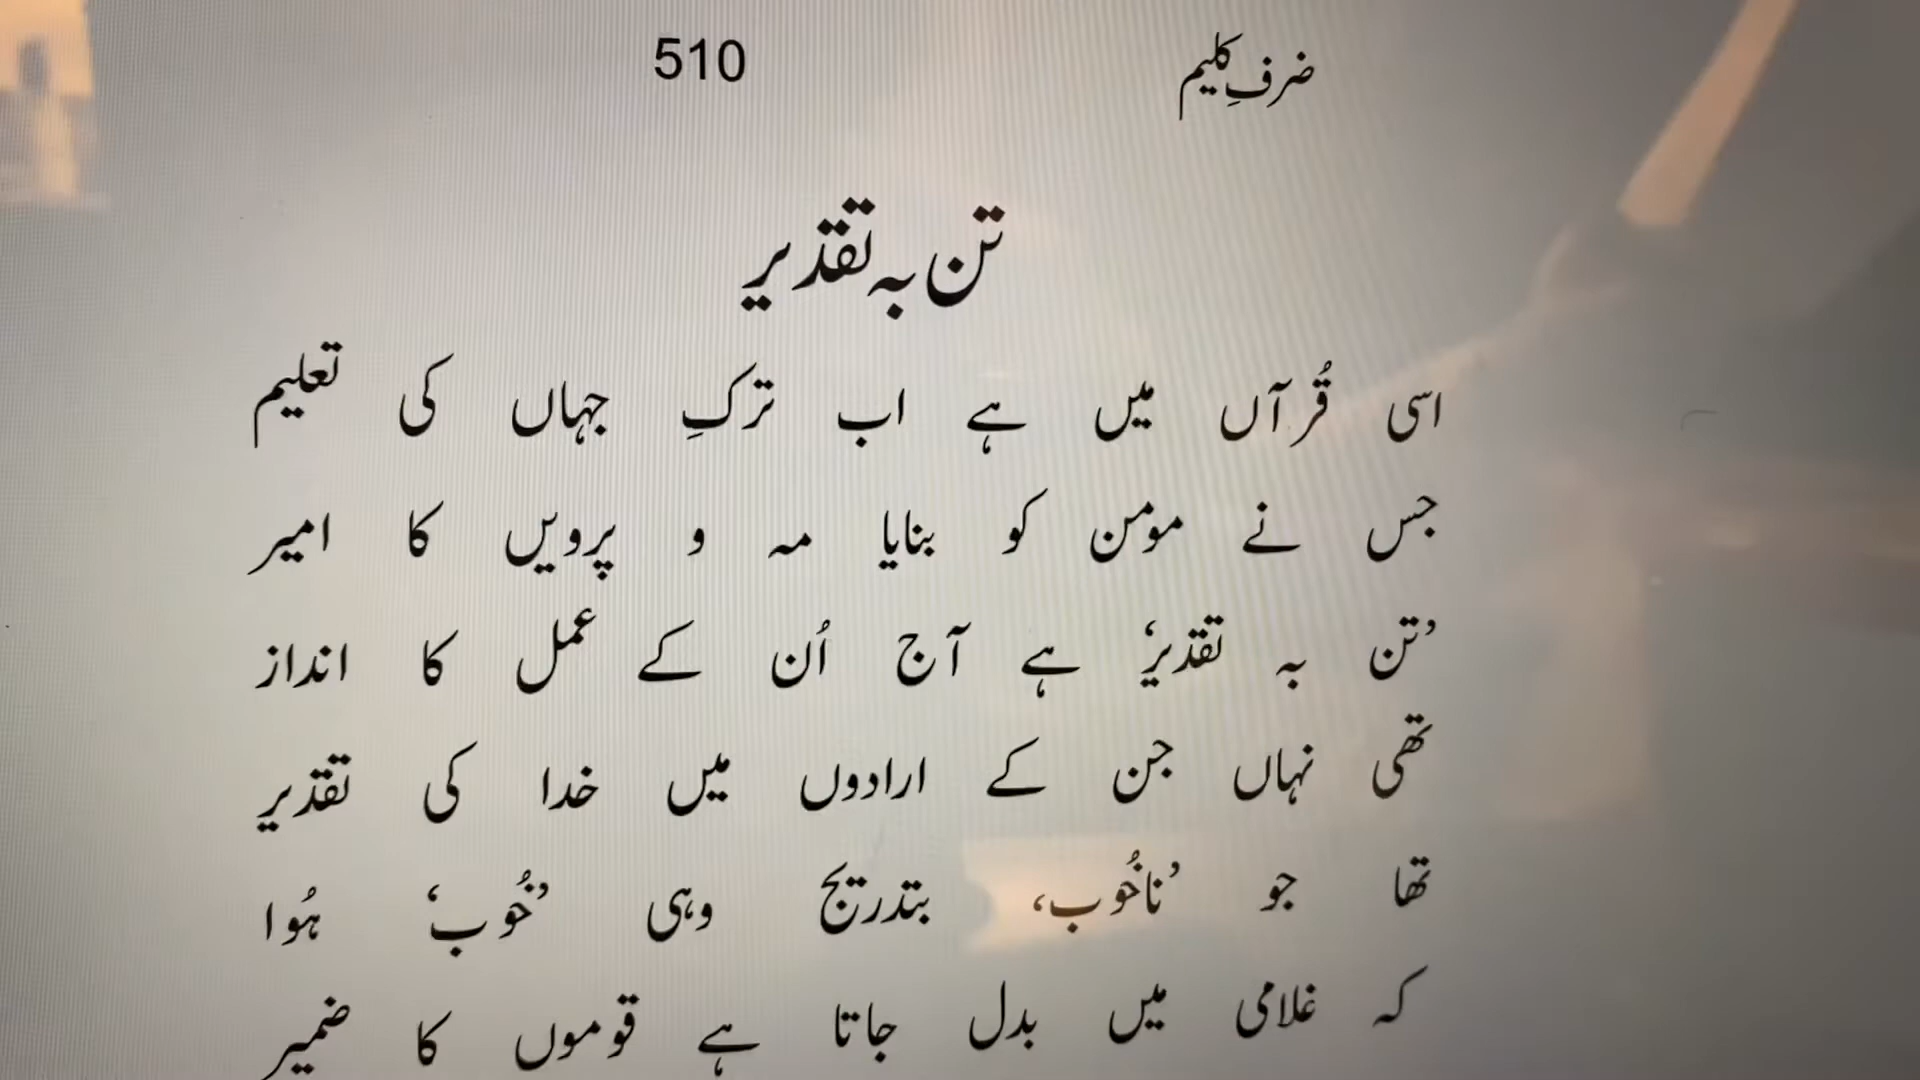 ضرفِ کلیم 510
تن بہ تقدیر
اسی قُرآں میں ہے اب ترکِ جہاں کی تعلیم
جس نے مومن کو بنایا مہ و پرویں کا امیر
’تن بہ تقدیر‘ ہے آج اُن کے عمل کا انداز
تھی نہاں جن کے ارادوں میں خدا کی تقدیر
تھا جو ’ناخُوب، بتدریج وہی ’خُوب‘ ہُوا
کہ غلامی میں بدل جاتا ہے قوموں کا ضمیر